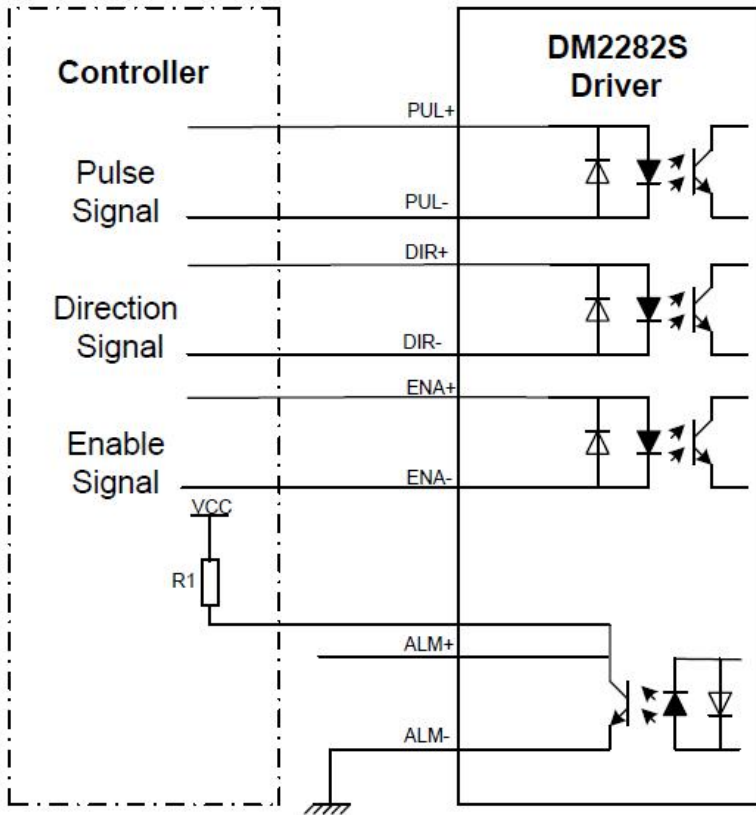 Controller
DM2282S
Driver
PUL+
Pulse
Signal
PUL-
DIR+
Direction
Signal
DIR-
ENA+
Enable
Signal
ENA-
VCC
R1
ALM+
ALM-